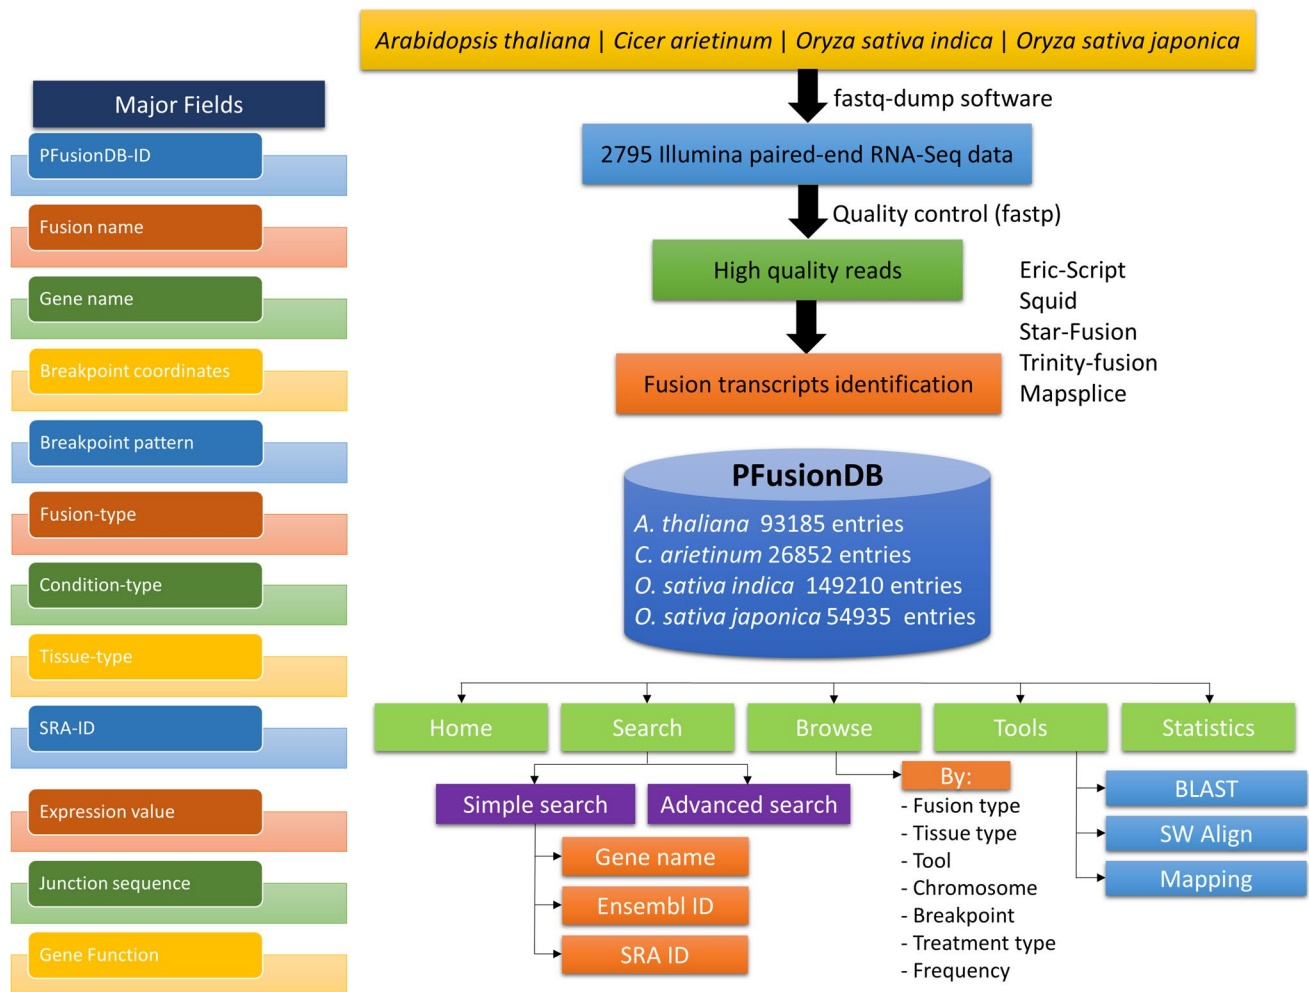 Arabidopsis thaliana | Cicer arietinum | Oryza sativa indica | Oryza sativa japonica
fastq-dump software
2795 Illumina paired-end RNA-Seq data
Quality control (fastp)
High quality reads
Fusion transcripts identification
Eric-Script
Squid
Star-Fusion
Trinity-fusion
Mapsplice
Major Fields
PFusionDB-ID
Fusion name
Gene name
Breakpoint coordinates
Breakpoint pattern
Fusion-type
Condition-type
Tissue-type
SRA-ID
Expression value
Junction sequence
Gene Function
PFusionDB
A. thaliana 93185 entries
C. arietinum 26852 entries
O. sativa indica 149210 entries
O. sativa japonica 54935 entries
Home
Search
Browse
Tools
Statistics
Simple search
Advanced search
Gene name
Ensembl ID
SRA ID
By:
- Fusion type
- Tissue type
- Tool
- Chromosome
- Breakpoint
- Treatment type
- Frequency
BLAST
SW Align
Mapping